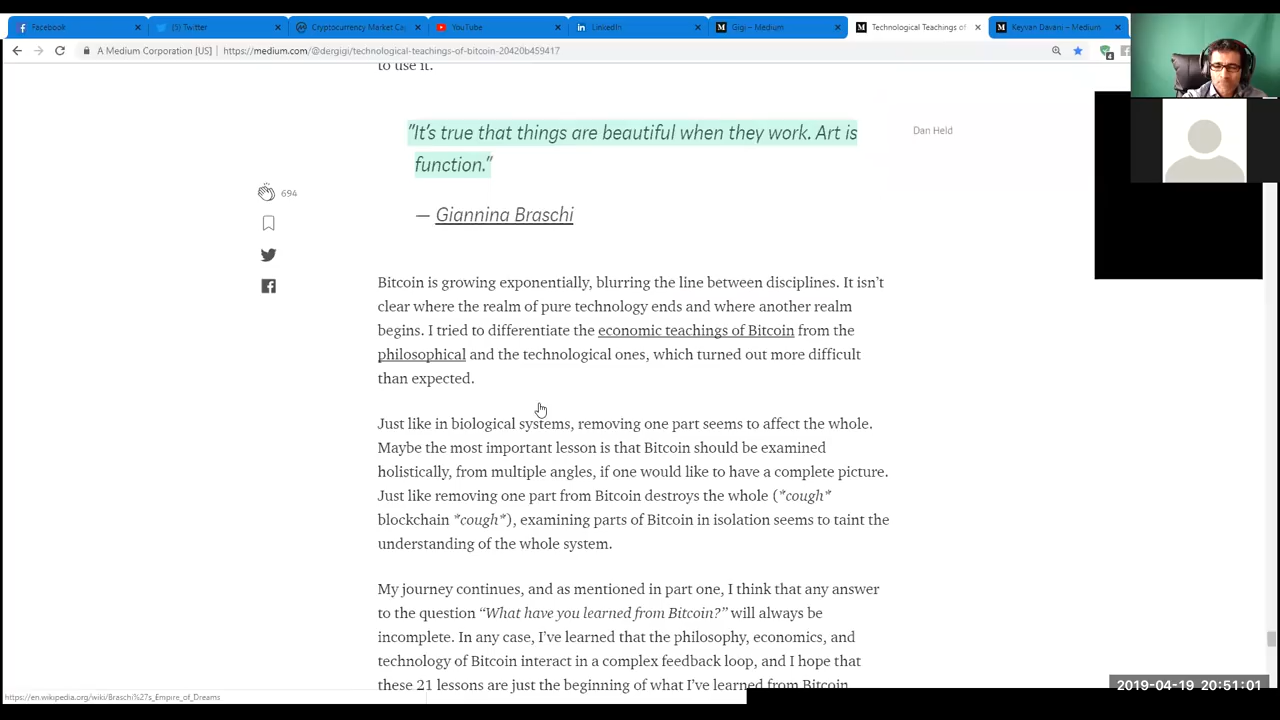 Facebook
(5) Twitter
Cryptocurrency Market Ca
YouTube
LinkedIn
Gigi – Medium
Technological Teachings of
Keyvan Davani – Medium
A Medium Corporation [US]
https://medium.com/@dergigi/technological-teachings-of-bitcoin-20420b459417
4
to use it.
"It's true that things are beautiful when they work. Art is
function."
Dan Held
694
— Giannina Braschi
Bitcoin is growing exponentially, blurring the line between disciplines. It isn't
clear where the realm of pure technology ends and where another realm
begins. I tried to differentiate the economic teachings of Bitcoin from the
philosophical and the technological ones, which turned out more difficult
than expected.
Just like in biological systems, removing one part seems to affect the whole.
Maybe the most important lesson is that Bitcoin should be examined
holistically, from multiple angles, if one would like to have a complete picture.
Just like removing one part from Bitcoin destroys the whole (*cough*
blockchain *cough*), examining parts of Bitcoin in isolation seems to taint the
understanding of the whole system.
My journey continues, and as mentioned in part one, I think that any answer
to the question "What have you learned from Bitcoin?" will always be
incomplete. In any case, I've learned that the philosophy, economics, and
technology of Bitcoin interact in a complex feedback loop, and I hope that
these 21 lessons are just the beginning of what I've learned from Bitcoin
https://en.wikipedia.org/wiki/Braschi%27s_Empire_of_Dreams
2019-04-19 20:51:01